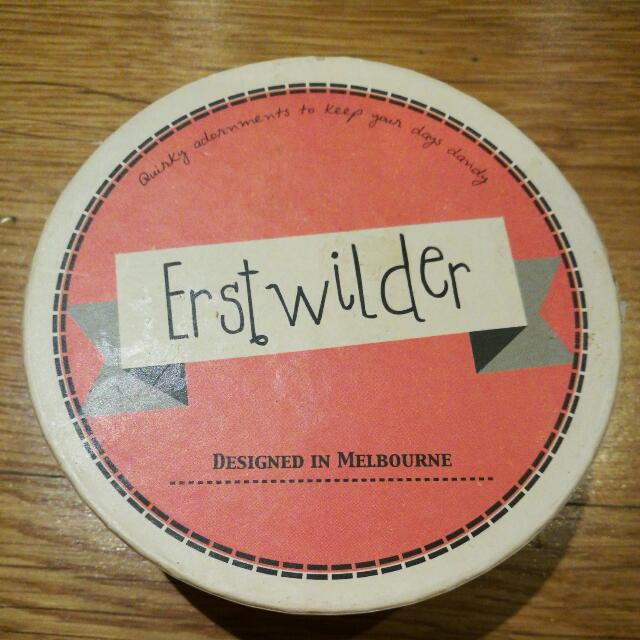 Quirky adornments to keep your days dandy
Erstwilder
DESIGNED IN MELBOURNE